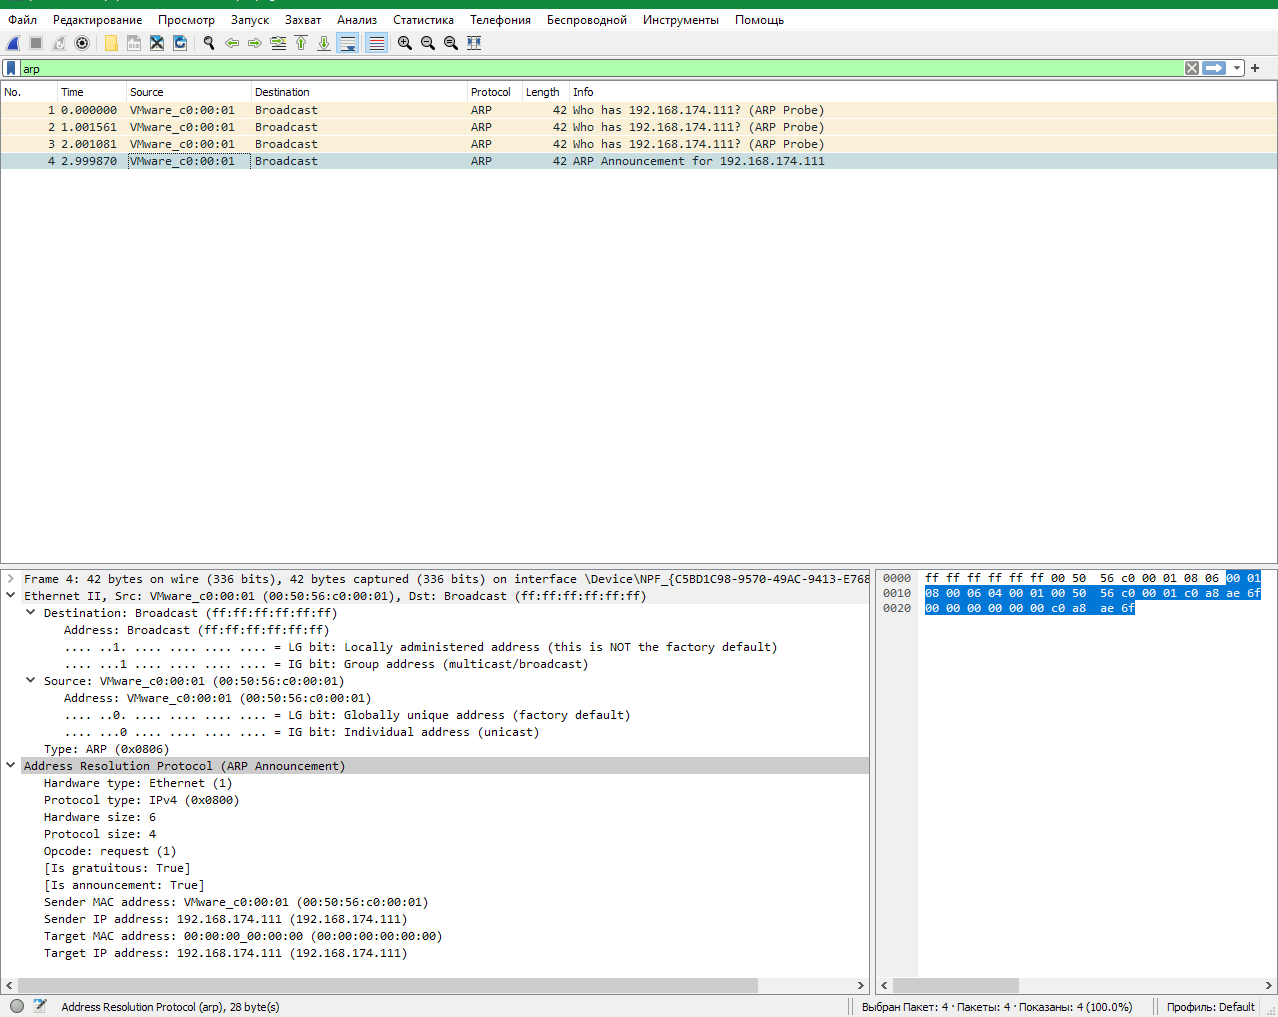 Файл Редактирование Просмотр Запуск Захват Анализ Статистика Телефония Беспроводной Инструменты Помощь
arp
No. Time Source Destination Protocol Length Info
1 0.000000 VMware_c0:00:01 Broadcast ARP 42 Who has 192.168.174.111? (ARP Probe)
2 1.001561 VMware_c0:00:01 Broadcast ARP 42 Who has 192.168.174.111? (ARP Probe)
3 2.001081 VMware_c0:00:01 Broadcast ARP 42 Who has 192.168.174.111? (ARP Probe)
4 2.999870 VMware_c0:00:01 Broadcast ARP 42 ARP Announcement for 192.168.174.111
Frame 4: 42 bytes on wire (336 bits), 42 bytes captured (336 bits) on interface \Device\NPF_{C5BD1C98-9570-49AC-9413-E768
Ethernet II, Src: VMware_c0:00:01 (00:50:56:c0:00:01), Dst: Broadcast (ff:ff:ff:ff:ff:ff)
Destination: Broadcast (ff:ff:ff:ff:ff:ff)
Address: Broadcast (ff:ff:ff:ff:ff:ff)
.... ..1. .... .... .... .... = LG bit: Locally administered address (this is NOT the factory default)
.... ...1 .... .... .... .... = IG bit: Group address (multicast/broadcast)
Source: VMware_c0:00:01 (00:50:56:c0:00:01)
Address: VMware_c0:00:01 (00:50:56:c0:00:01)
.... ..0. .... .... .... .... = LG bit: Globally unique address (factory default)
.... ...0 .... .... .... .... = IG bit: Individual address (unicast)
Type: ARP (0x0806)
Address Resolution Protocol (ARP Announcement)
Hardware type: Ethernet (1)
Protocol type: IPv4 (0x0800)
Hardware size: 6
Protocol size: 4
Opcode: request (1)
[Is gratuitous: True]
[Is announcement: True]
Sender MAC address: VMware_c0:00:01 (00:50:56:c0:00:01)
Sender IP address: 192.168.174.111 (192.168.174.111)
Target MAC address: 00:00:00_00:00:00 (00:00:00:00:00:00)
Target IP address: 192.168.174.111 (192.168.174.111)
0000 ff ff ff ff ff ff 00 50 56 c0 00 01 08 06 00 01
0010 08 00 06 04 00 01 00 50 56 c0 00 01 c0 a8 ae 6f
0020 00 00 00 00 00 00 c0 a8 ae 6f
Address Resolution Protocol (arp), 28 byte(s)
Выбран Пакет: 4 · Пакеты: 4 · Показаны: 4 (100.0%)
Профиль: Default